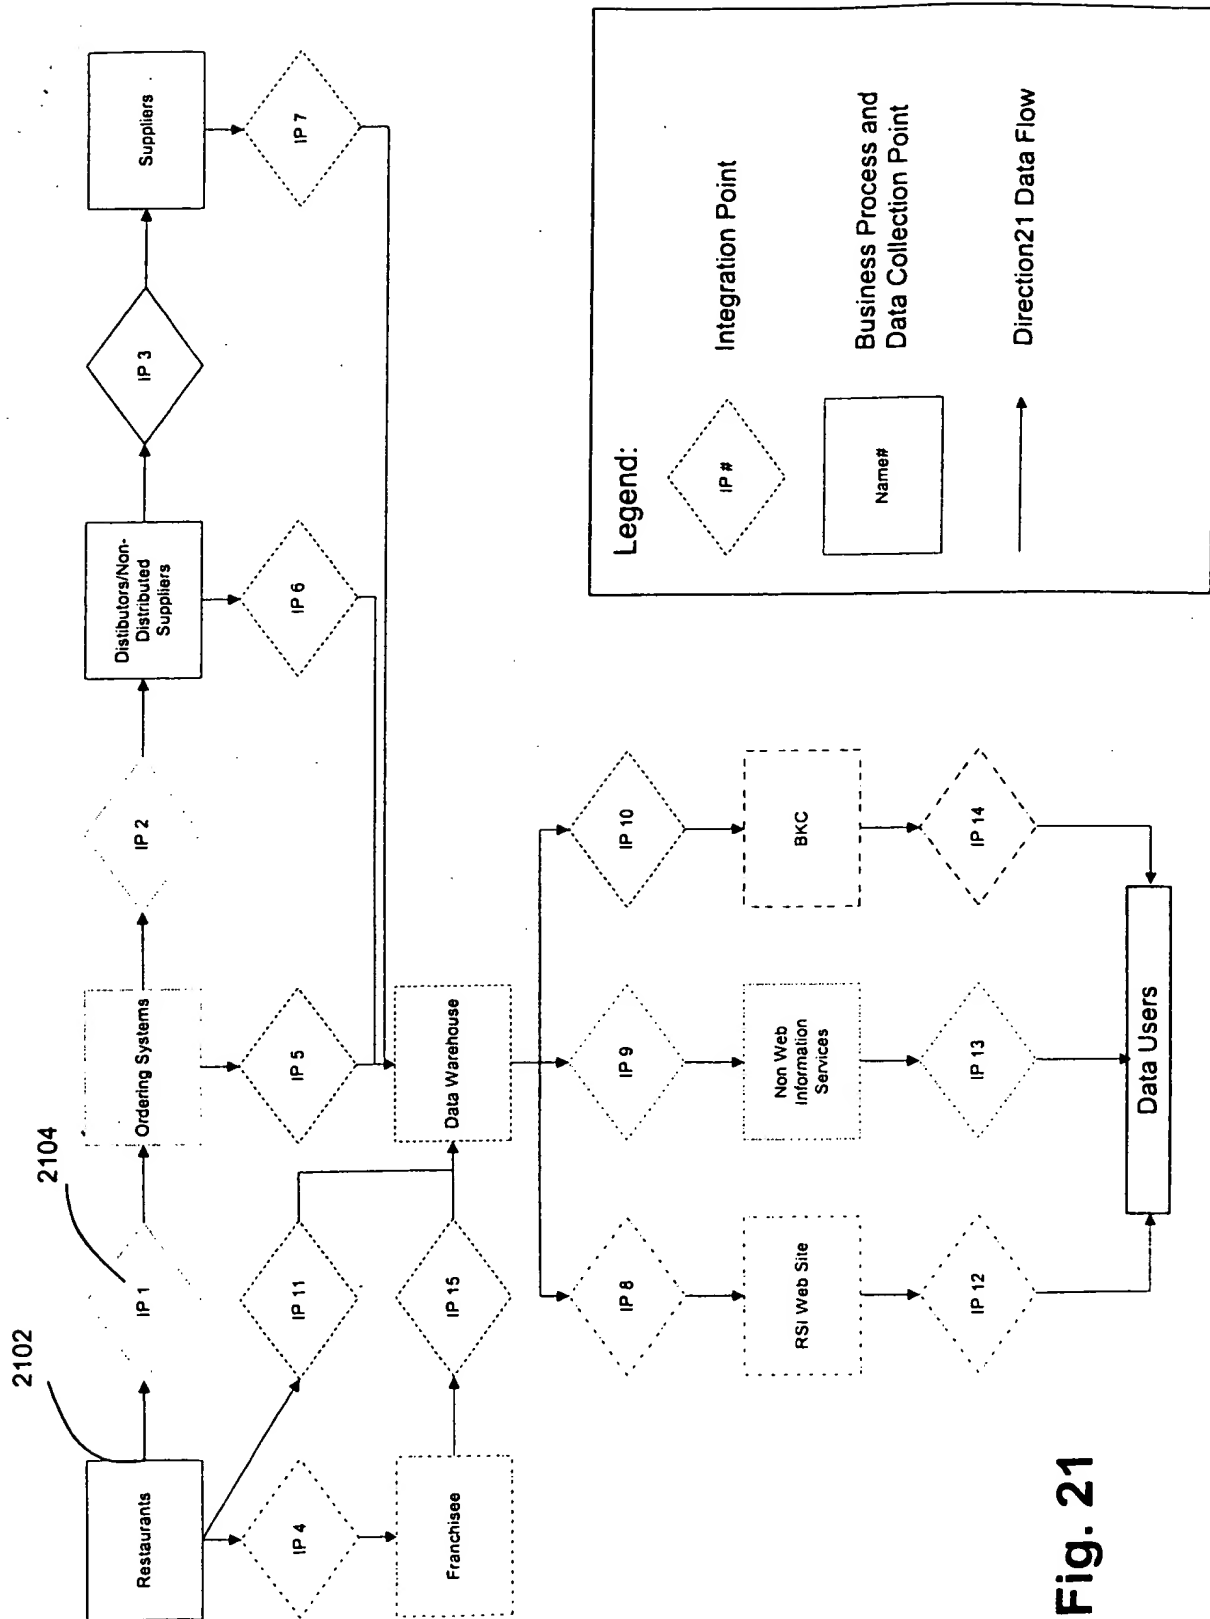 2102
2104
Restaurants
IP 1
Ordering Systems
IP 2
Distibutors/Non-
Distributed
Suppliers
IP 3
Suppliers
IP 4
IP 11
IP 5
IP 6
IP 7
Franchisee
IP 15
Data Warehouse
IP 8
IP 9
IP 10
RSI Web Site
Non Web
Information
Services
BKC
IP 12
IP 13
IP 14
Data Users
Legend:
IP #
Integration Point
Name#
Business Process and
Data Collection Point
Direction21 Data Flow
Fig. 21